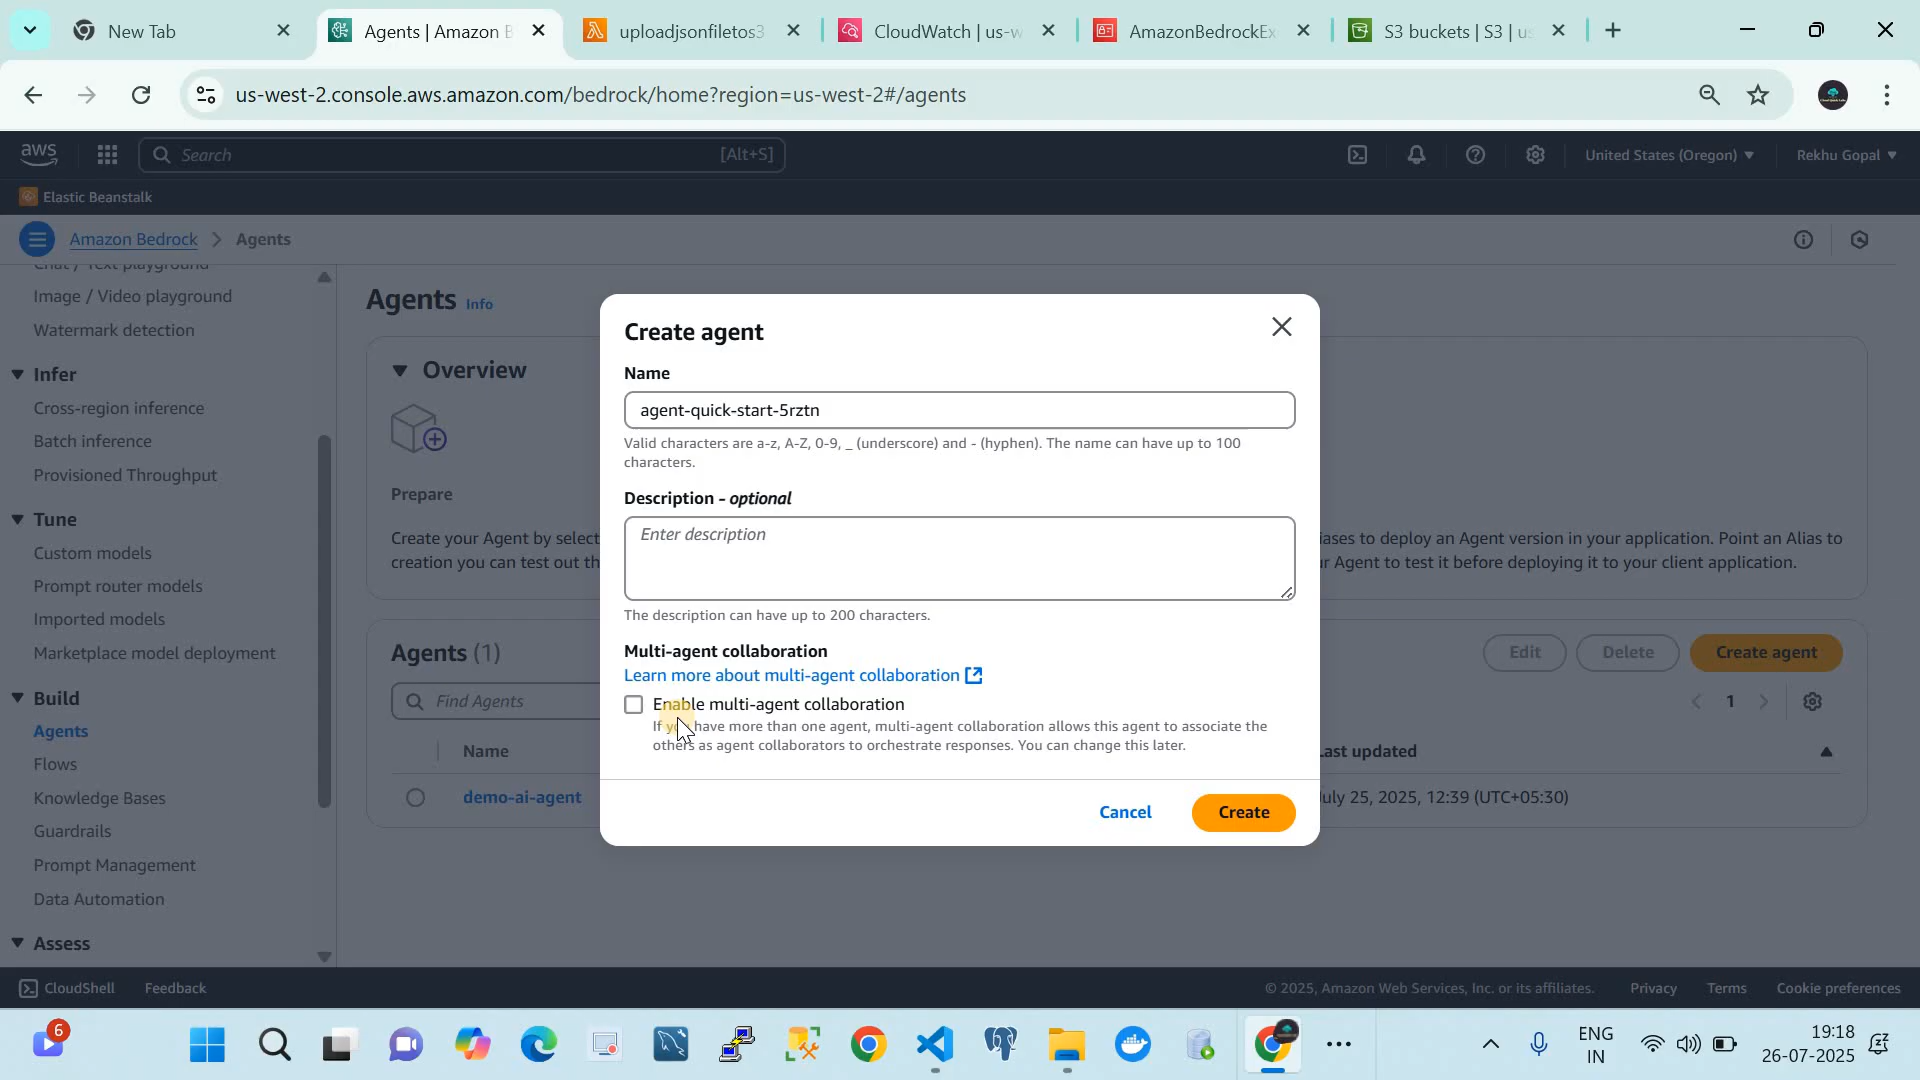 New Tab
Agents | Amazon B
uploadjsonfiletos3
CloudWatch | us-w
AmazonBedrockEx
S3 buckets | S3 | us
us-west-2.console.aws.amazon.com/bedrock/home?region=us-west-2#/agents
aws
Search
[Alt+S]
United States (Oregon)
Rekhu Gopal
Elastic Beanstalk
Amazon Bedrock
Agents
Chat / Text playground
Image / Video playground
Watermark detection
Infer
Cross-region inference
Batch inference
Provisioned Throughput
Tune
Custom models
Prompt router models
Imported models
Marketplace model deployment
Build
Agents
Flows
Knowledge Bases
Guardrails
Prompt Management
Data Automation
Assess
Agents Info
Overview
Prepare
Create your Agent by select
creation you can test out th
iases to deploy an Agent version in your application. Point an Alias to
r Agent to test it before deploying it to your client application.
Agents (1)
Edit
Delete
Create agent
Find Agents
1
Name
Last updated
demo-ai-agent
July 25, 2025, 12:39 (UTC+05:30)
Create agent
Name
agent-quick-start-5rztn
Valid characters are a-z, A-Z, 0-9, _ (underscore) and - (hyphen). The name can have up to 100
characters.
Description - optional
Enter description
The description can have up to 200 characters.
Multi-agent collaboration
Learn more about multi-agent collaboration
Enable multi-agent collaboration
If you have more than one agent, multi-agent collaboration allows this agent to associate the
others as agent collaborators to orchestrate responses. You can change this later.
Cancel
Create
CloudShell
Feedback
© 2025, Amazon Web Services, Inc. or its affiliates.
Privacy
Terms
Cookie preferences
6
ENG
IN
19:18
26-07-2025